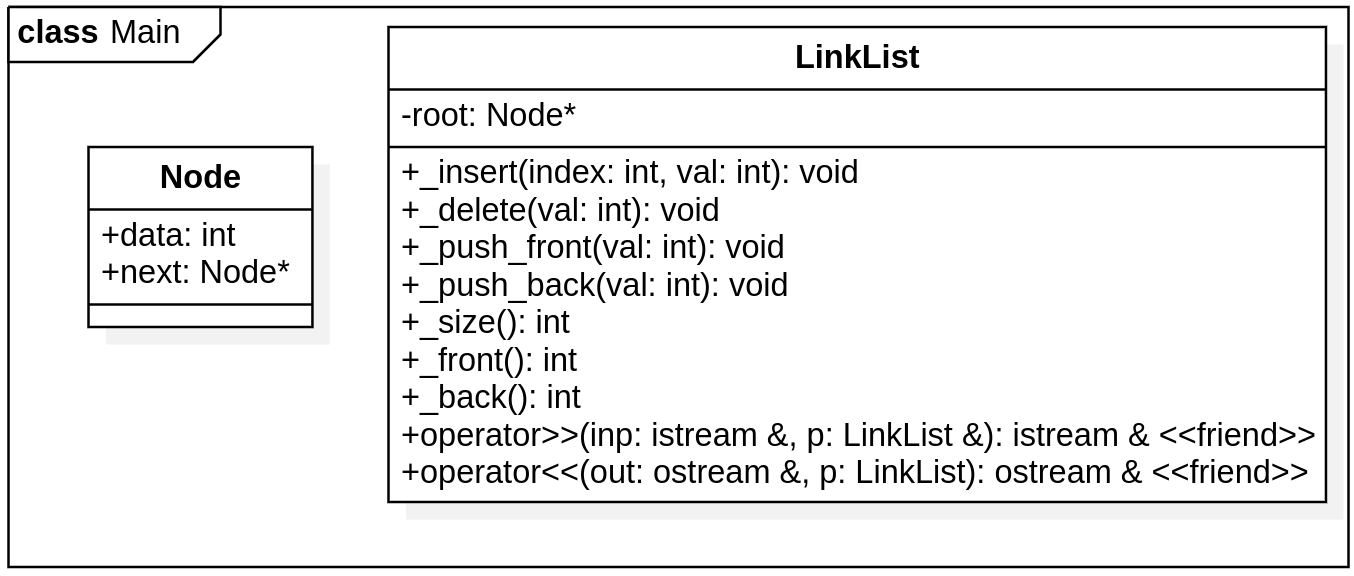 class Main
LinkList
-root: Node*
+_insert(index: int, val: int): void
+_delete(val: int): void
+_push_front(val: int): void
+_push_back(val: int): void
+_size(): int
+_front(): int
+_back(): int
+operator>>(inp: istream &, p: LinkList &): istream & <<friend>>
+operator<<(out: ostream &, p: LinkList): ostream & <<friend>>
Node
+data: int
+next: Node*